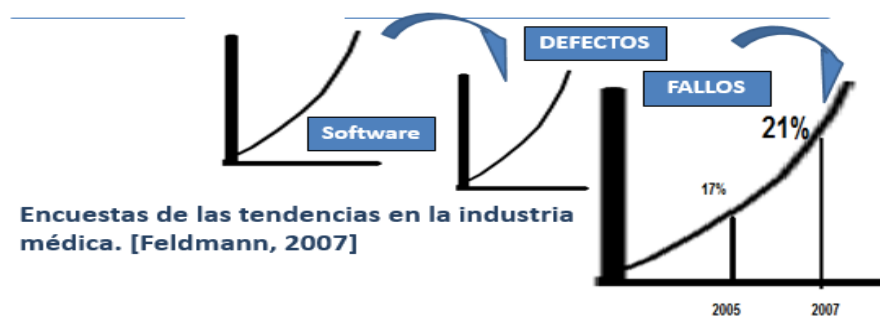 DEFECTOS
FALLOS
Software
21%
17%
Encuestas de las tendencias en la industria
médica. [Feldmann, 2007]
2005
2007